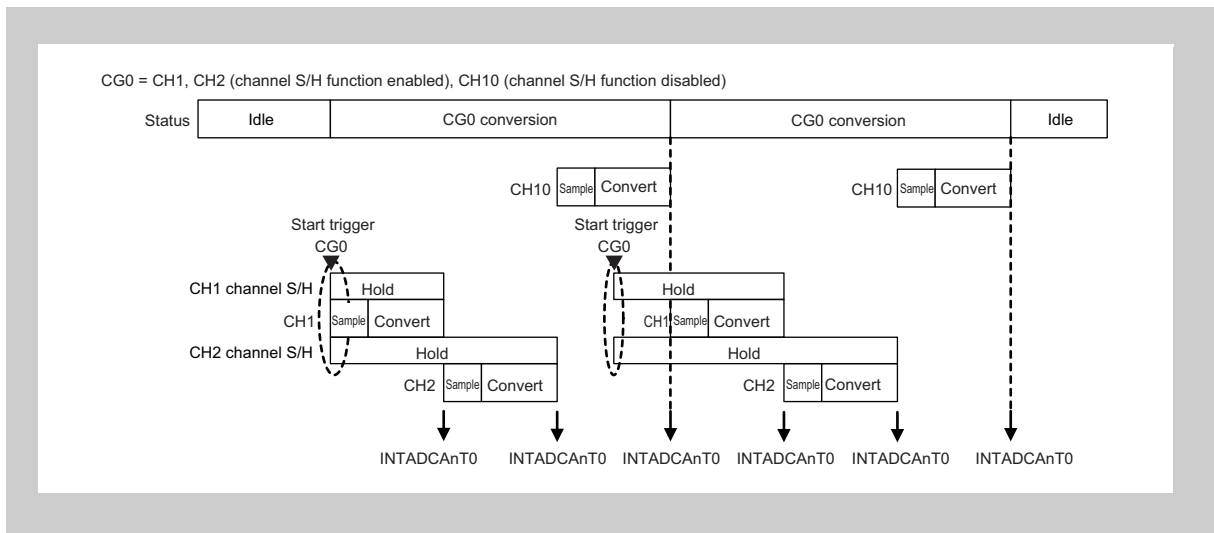 CG0 = CH1, CH2 (channel S/H function enabled), CH10 (channel S/H function disabled)
Status Idle CG0 conversion CG0 conversion Idle
CH10 Sample Convert CH10 Sample Convert
Start trigger Start trigger
CG0 CG0
CH1 channel S/H Hold Hold
CH1 Sample Convert CH1 Sample Convert
CH2 channel S/H Hold Hold
CH2 Sample Convert CH2 Sample Convert
INTADCAnT0 INTADCAnT0 INTADCAnT0 INTADCAnT0 INTADCAnT0 INTADCAnT0